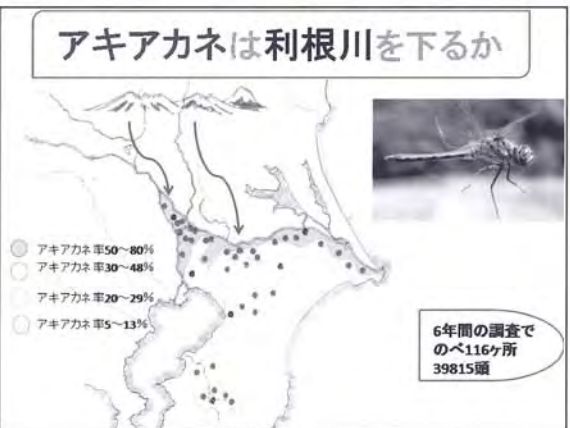 アキアカネは利根川を下るか
アキアカネ率50〜80%
アキアカネ率30〜48%
アキアカネ率20〜29%
アキアカネ率5〜13%
6年間の調査で
のべ116ヶ所
39815頭